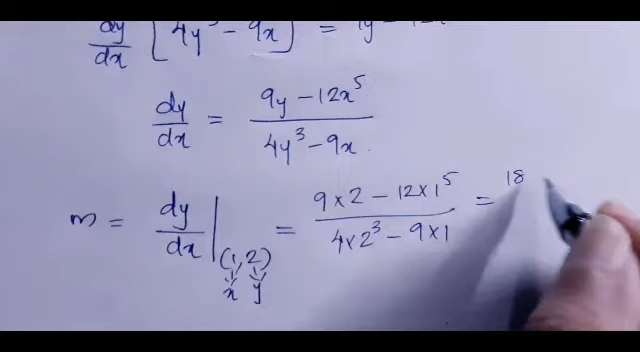 dy/dx [4y³ - 9x] =
dy/dx = (9y - 12x⁵)/(4y³ - 9x)
m = dy/dx |(1, 2) = (9×2 - 12×1⁵)/(4×2³ - 9×1) = 18
x y